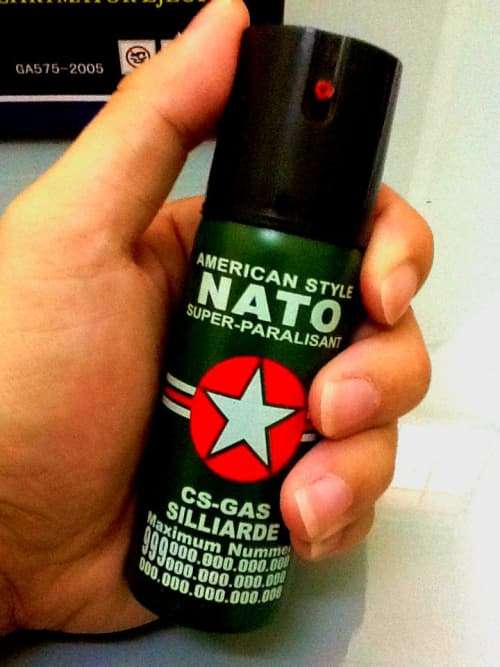 GA575-2005
AMERICAN STYLE
NATO
SUPER-PARALISANT
CS-GAS
SILLIARDE
Maximum Nummer
999000.000.000.000
000.000.000.000
000.000.000.000.000